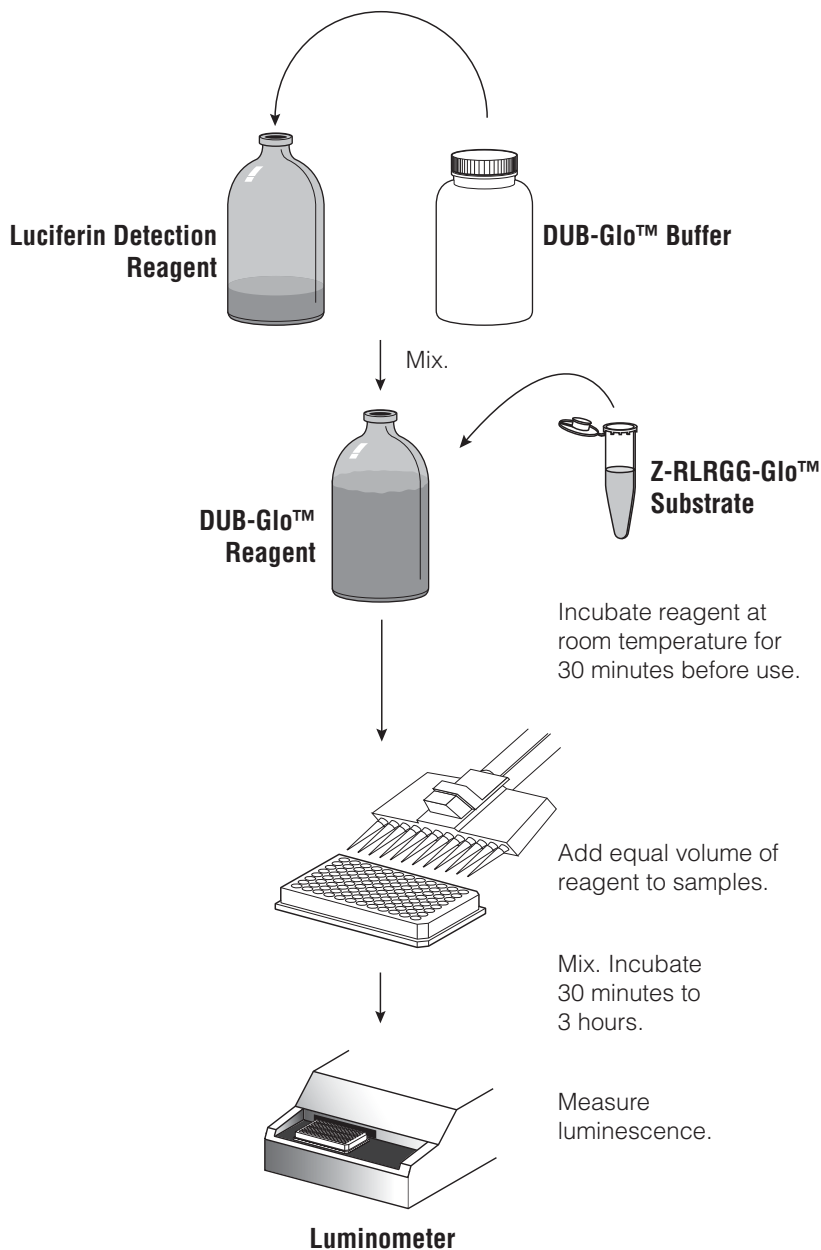 Luciferin Detection
Reagent
DUB-Glo™ Buffer
Mix.
Z-RLRGG-Glo™
Substrate
DUB-Glo™
Reagent
Incubate reagent at
room temperature for
30 minutes before use.
Add equal volume of
reagent to samples.
Mix. Incubate
30 minutes to
3 hours.
Measure
luminescence.
Luminometer